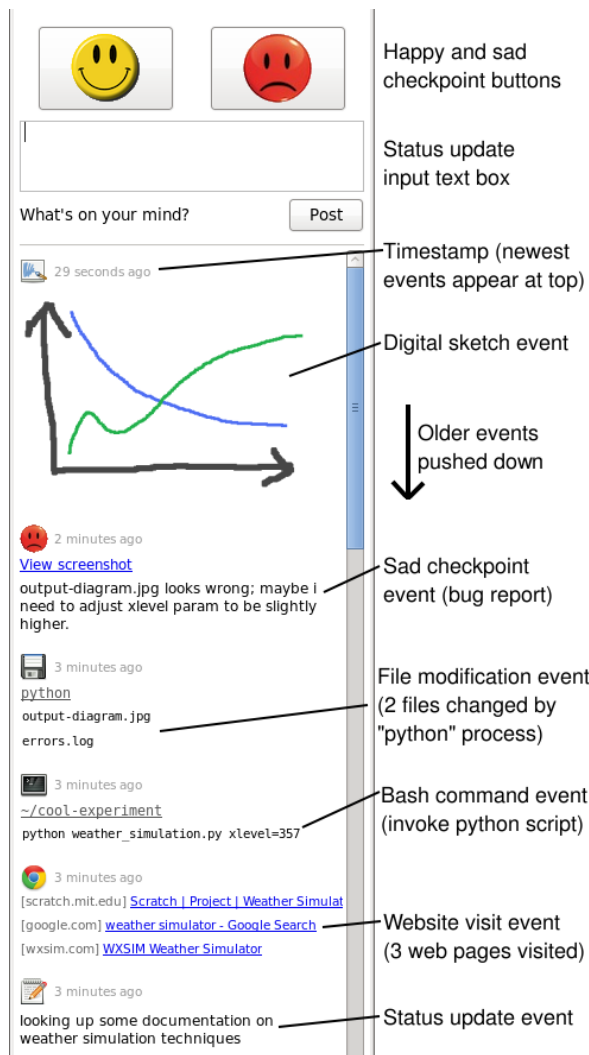 Happy and sad
checkpoint buttons
Status update
input text box
What's on your mind?
Post
29 seconds ago
Timestamp (newest
events appear at top)
Digital sketch event
Older events
pushed down
2 minutes ago
View screenshot
output-diagram.jpg looks wrong; maybe i
need to adjust xlevel param to be slightly
higher.
Sad checkpoint
event (bug report)
3 minutes ago
python
output-diagram.jpg
errors.log
File modification event
(2 files changed by
"python" process)
3 minutes ago
~/cool-experiment
python weather_simulation.py xlevel=357
Bash command event
(invoke python script)
3 minutes ago
[scratch.mit.edu] Scratch | Project | Weather Simulat
[google.com] weather simulator - Google Search
[wxsim.com] WXSIM Weather Simulator
Website visit event
(3 web pages visited)
3 minutes ago
looking up some documentation on
weather simulation techniques
Status update event